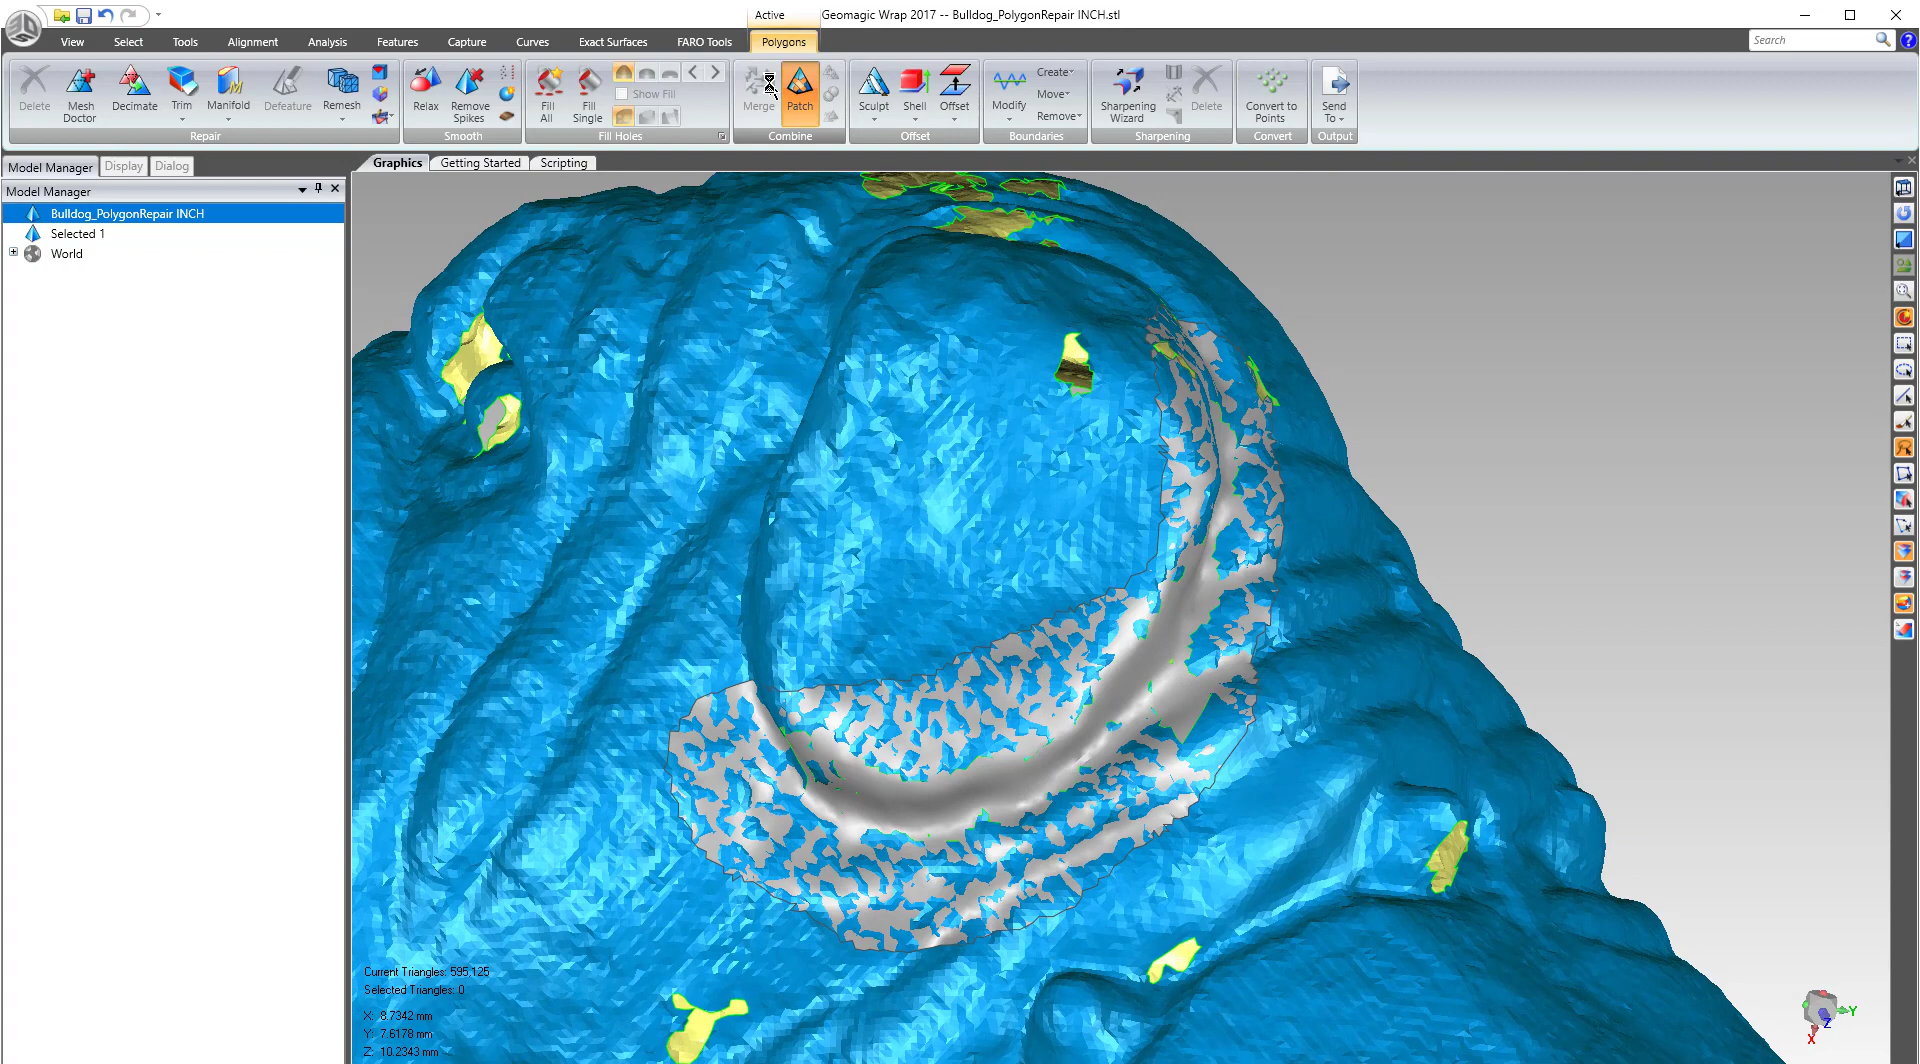 Active
Geomagic Wrap 2017 -- Bulldog_PolygonRepair INCH.stl
View Select Tools Alignment Analysis Features Capture Curves Exact Surfaces FARO Tools Polygons
Search
?
Delete
Mesh Doctor
Decimate
Trim
Manifold
Defeature
Remesh
Repair
Relax
Remove Spikes
Smooth
Fill All
Fill Single
Show Fill
Fill Holes
Merge
Patch
Combine
Sculpt
Shell
Offset
Offset
Modify
Create
Move
Remove
Boundaries
Sharpening Wizard
Delete
Sharpening
Convert to Points
Convert
Send To
Output
Model Manager Display Dialog
Graphics Getting Started Scripting
Model Manager
Bulldog_PolygonRepair INCH
Selected 1
World
Current Triangles: 595,125
Selected Triangles: 0
X: 8.7342 mm
Y: 7.6178 mm
Z: 10.2343 mm
Y
Z
X